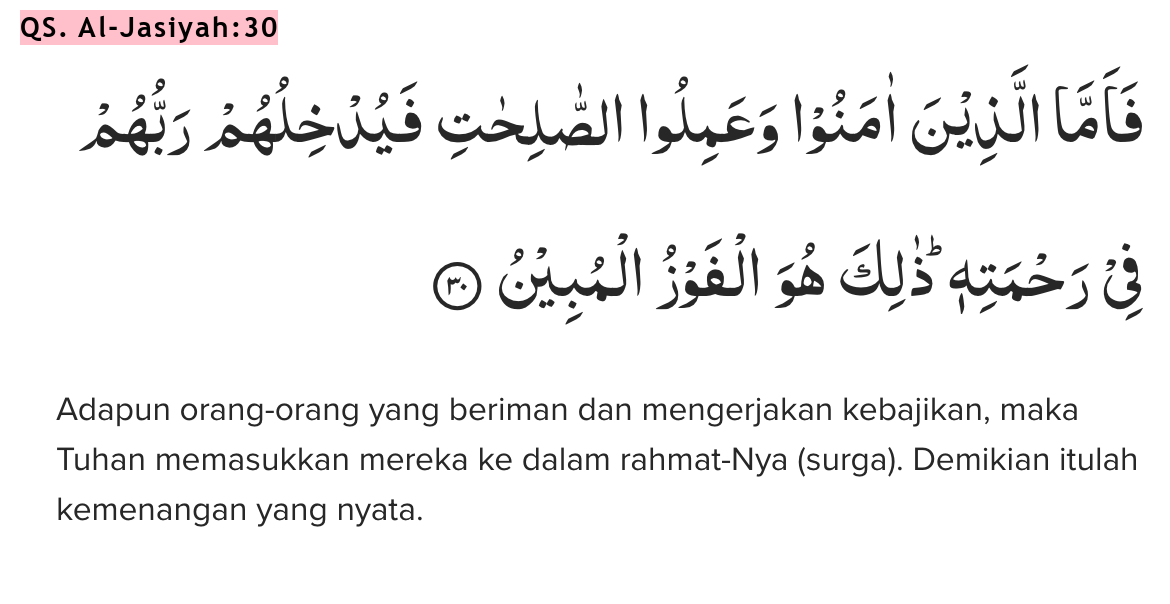 QS. Al-Jasiyah:30
فَاَمَّا الَّذِيْنَ اٰمَنُوْا وَعَمِلُوا الصّٰلِحٰتِ فَيُدْخِلُهُمْ رَبُّهُمْ
فِيْ رَحْمَتِهٖۗ ذٰلِكَ هُوَ الْفَوْزُ الْمُبِيْنُ ٣٠
Adapun orang-orang yang beriman dan mengerjakan kebajikan, maka
Tuhan memasukkan mereka ke dalam rahmat-Nya (surga). Demikian itulah
kemenangan yang nyata.